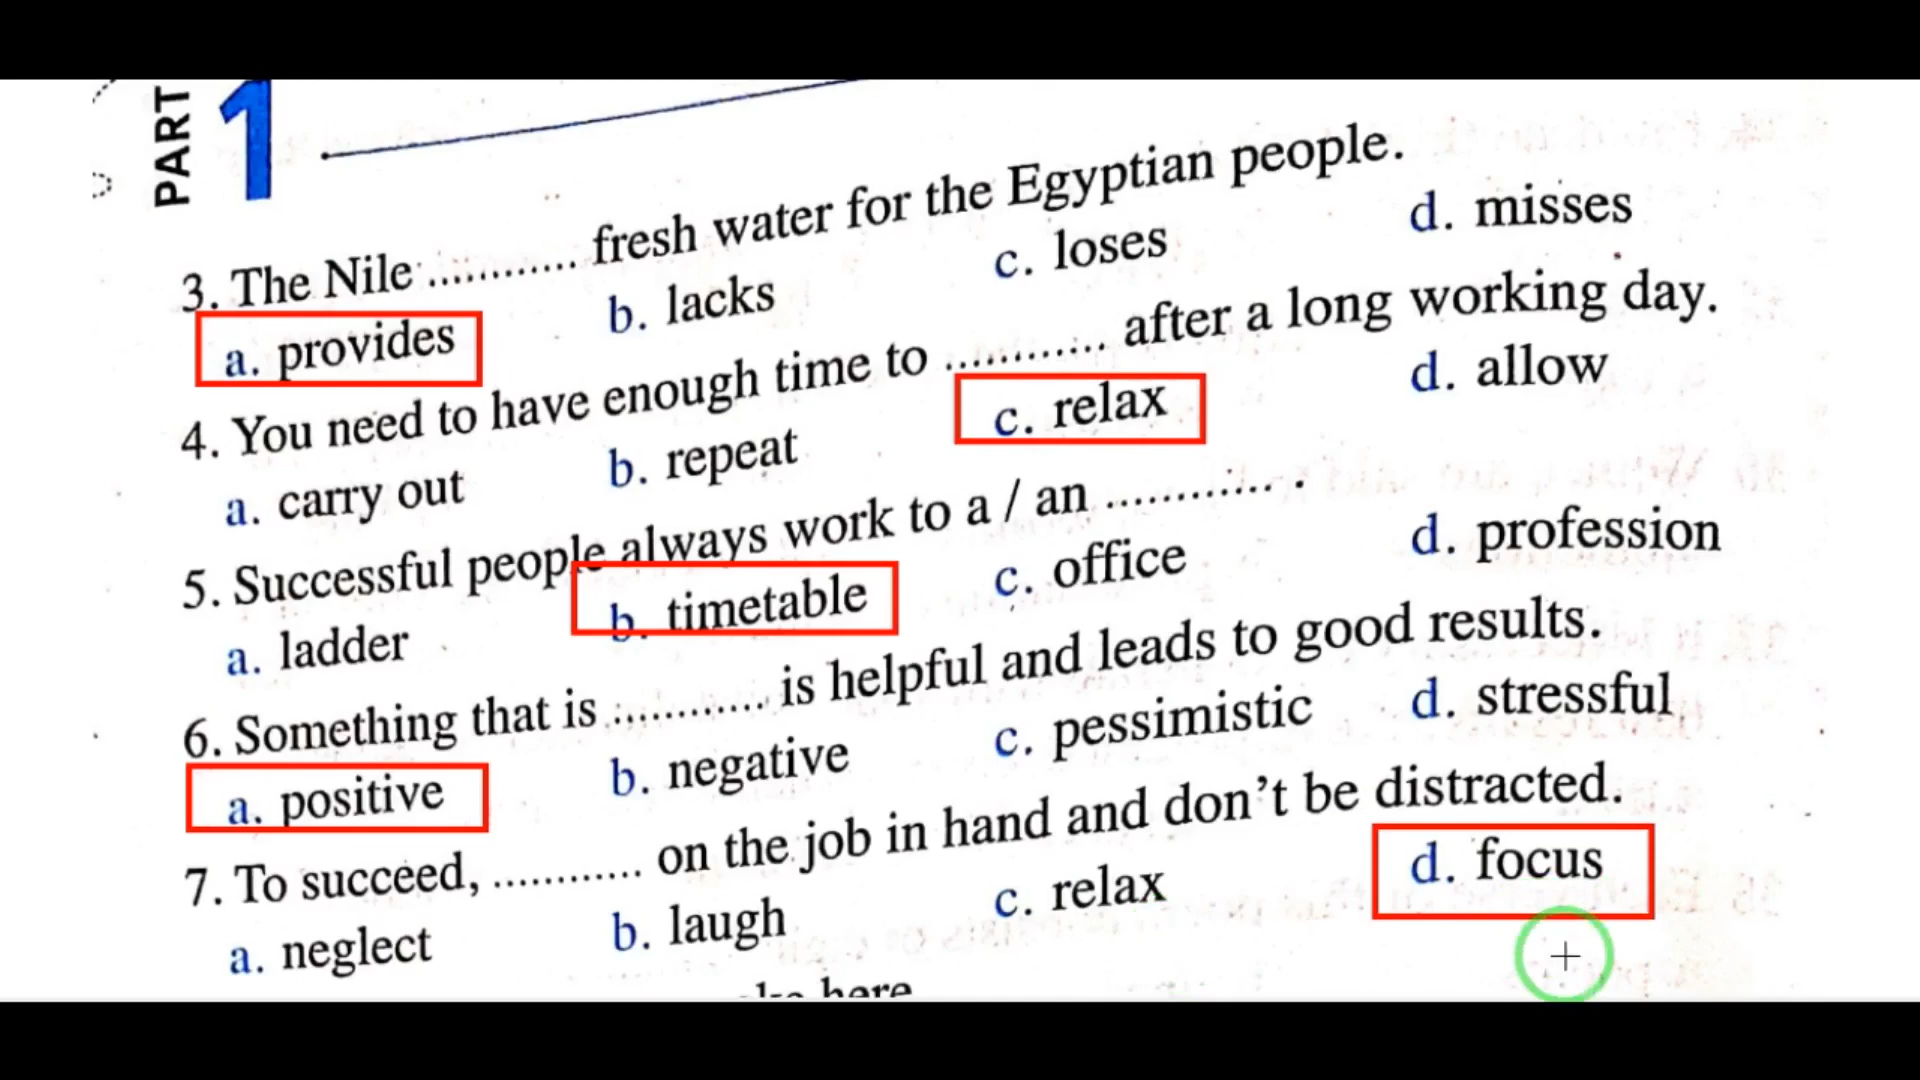 PART 1
3. The Nile ............ fresh water for the Egyptian people.
a. provides b. lacks c. loses d. misses
4. You need to have enough time to ............ after a long working day.
a. carry out b. repeat c. relax d. allow
5. Successful people always work to a / an ............ .
a. ladder b. timetable c. office d. profession
6. Something that is ............ is helpful and leads to good results.
a. positive b. negative c. pessimistic d. stressful
7. To succeed, ............ on the job in hand and don't be distracted.
a. neglect b. laugh c. relax d. focus
here